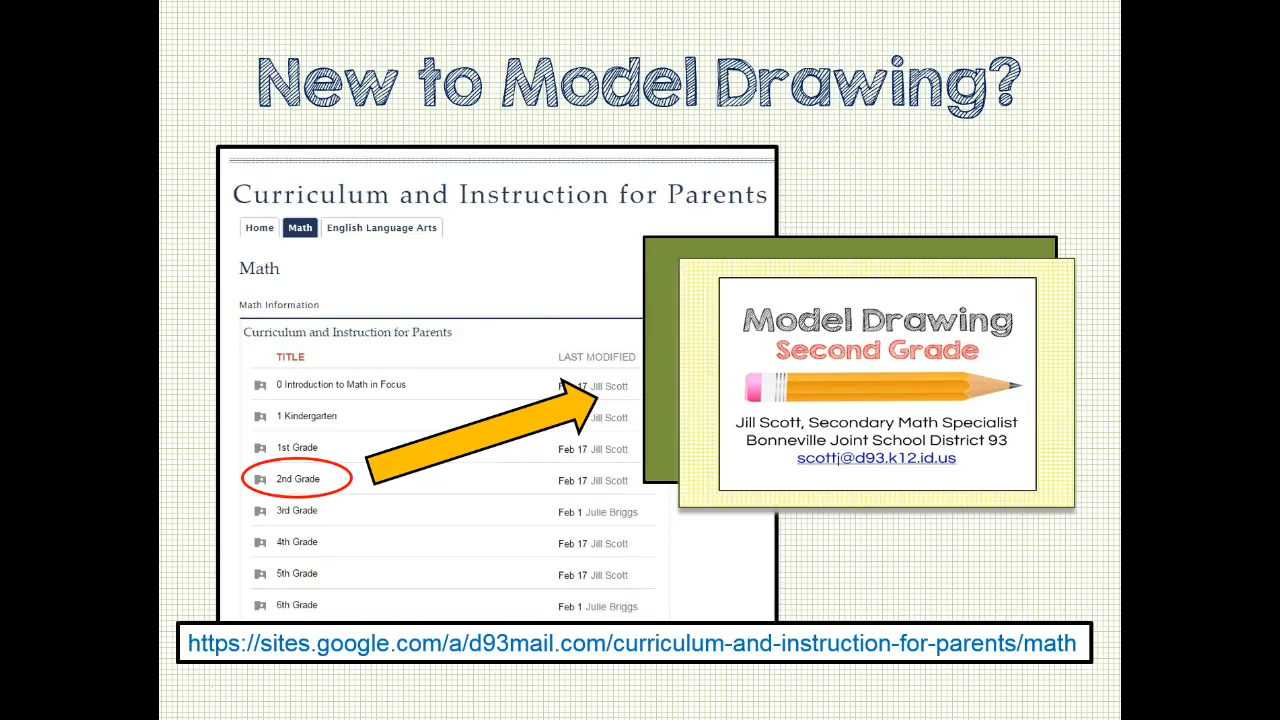 New to Model Drawing?
Curriculum and Instruction for Parents
Home Math English Language Arts
Math
Math Information
Curriculum and Instruction for Parents
TITLE LAST MODIFIED
0 Introduction to Math in Focus 17 Jill Scott
1 Kindergarten Jill Scott
1st Grade Feb 17 Jill Scott
2nd Grade Feb 17 Jill Scott
3rd Grade Feb 1 Julie Briggs
4th Grade Feb 17 Jill Scott
5th Grade Feb 17 Jill Scott
6th Grade Feb 1 Julie Briggs
Model Drawing
Second Grade
Jill Scott, Secondary Math Specialist
Bonneville Joint School District 93
scottj@d93.k12.id.us
https://sites.google.com/a/d93mail.com/curriculum-and-instruction-for-parents/math